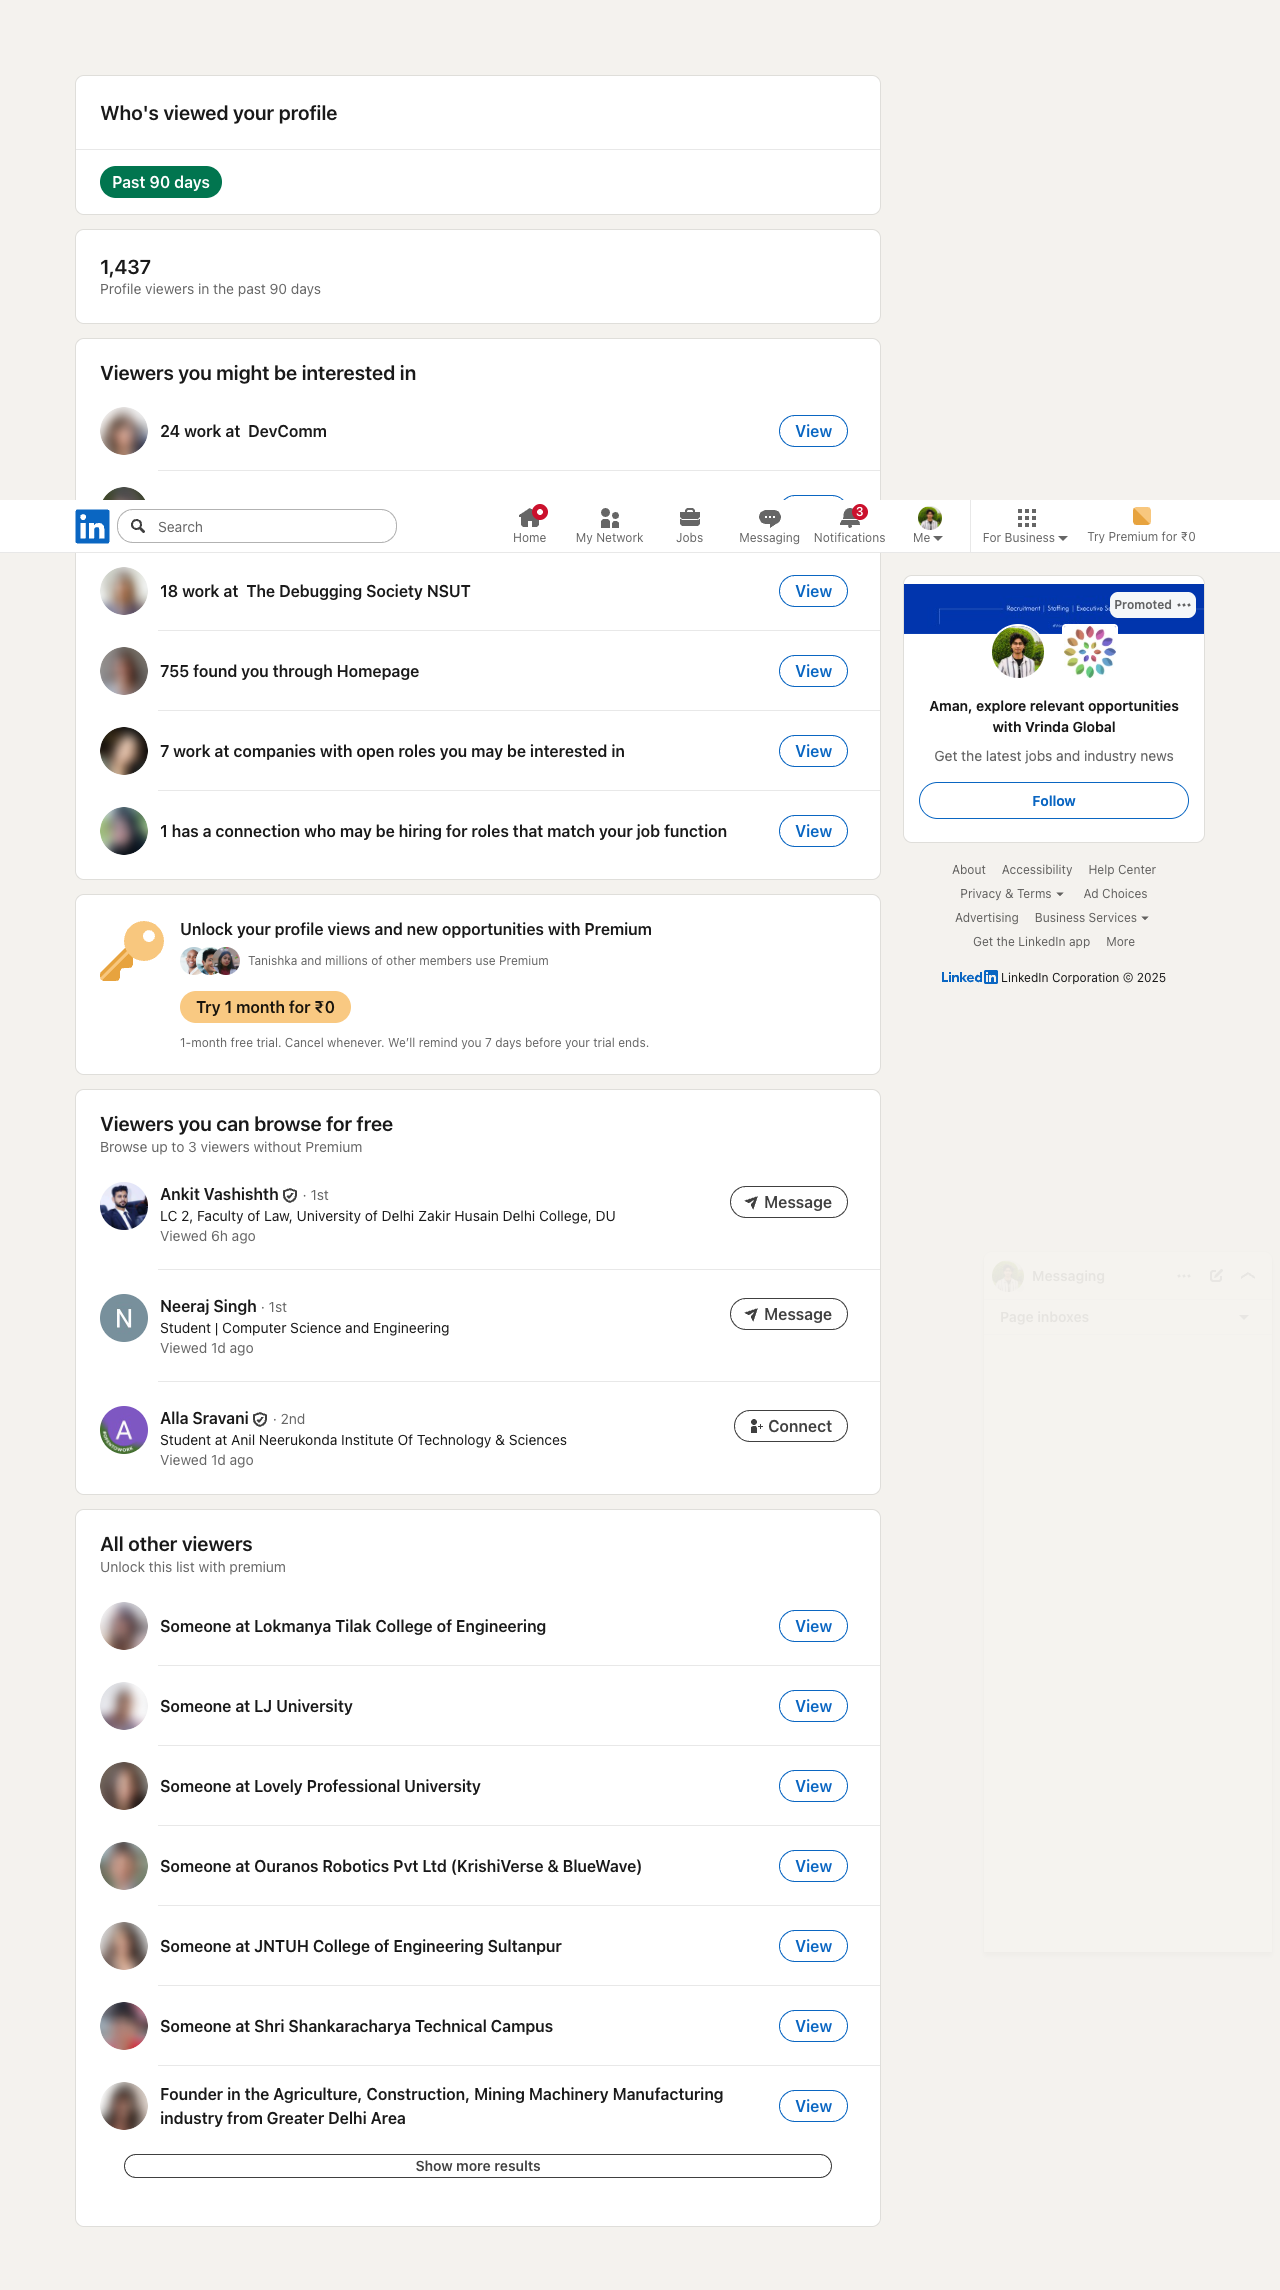 Who's viewed your profile
Past 90 days
1,437
Profile viewers in the past 90 days
Viewers you might be interested in
24 work at DevComm
View
in
Search
Home
My Network
Jobs
Messaging
3
Notifications
Me
For Business
Try Premium for ₹0
18 work at The Debugging Society NSUT
View
755 found you through Homepage
View
7 work at companies with open roles you may be interested in
View
1 has a connection who may be hiring for roles that match your job function
View
Recruitment | Staffing | Executive
Promoted
Aman, explore relevant opportunities
with Vrinda Global
Get the latest jobs and industry news
Follow
About Accessibility Help Center
Privacy & Terms Ad Choices
Advertising Business Services
Get the LinkedIn app More
LinkedIn LinkedIn Corporation © 2025
Unlock your profile views and new opportunities with Premium
Tanishka and millions of other members use Premium
Try 1 month for ₹0
1-month free trial. Cancel whenever. We'll remind you 7 days before your trial ends.
Viewers you can browse for free
Browse up to 3 viewers without Premium
Ankit Vashishth · 1st
LC 2, Faculty of Law, University of Delhi Zakir Husain Delhi College, DU
Viewed 6h ago
Message
N
Neeraj Singh · 1st
Student | Computer Science and Engineering
Viewed 1d ago
Message
A
Alla Sravani · 2nd
Student at Anil Neerukonda Institute Of Technology & Sciences
Viewed 1d ago
Connect
Messaging
Page inboxes
All other viewers
Unlock this list with premium
Someone at Lokmanya Tilak College of Engineering
View
Someone at LJ University
View
Someone at Lovely Professional University
View
Someone at Ouranos Robotics Pvt Ltd (KrishiVerse & BlueWave)
View
Someone at JNTUH College of Engineering Sultanpur
View
Someone at Shri Shankaracharya Technical Campus
View
Founder in the Agriculture, Construction, Mining Machinery Manufacturing
industry from Greater Delhi Area
View
Show more results